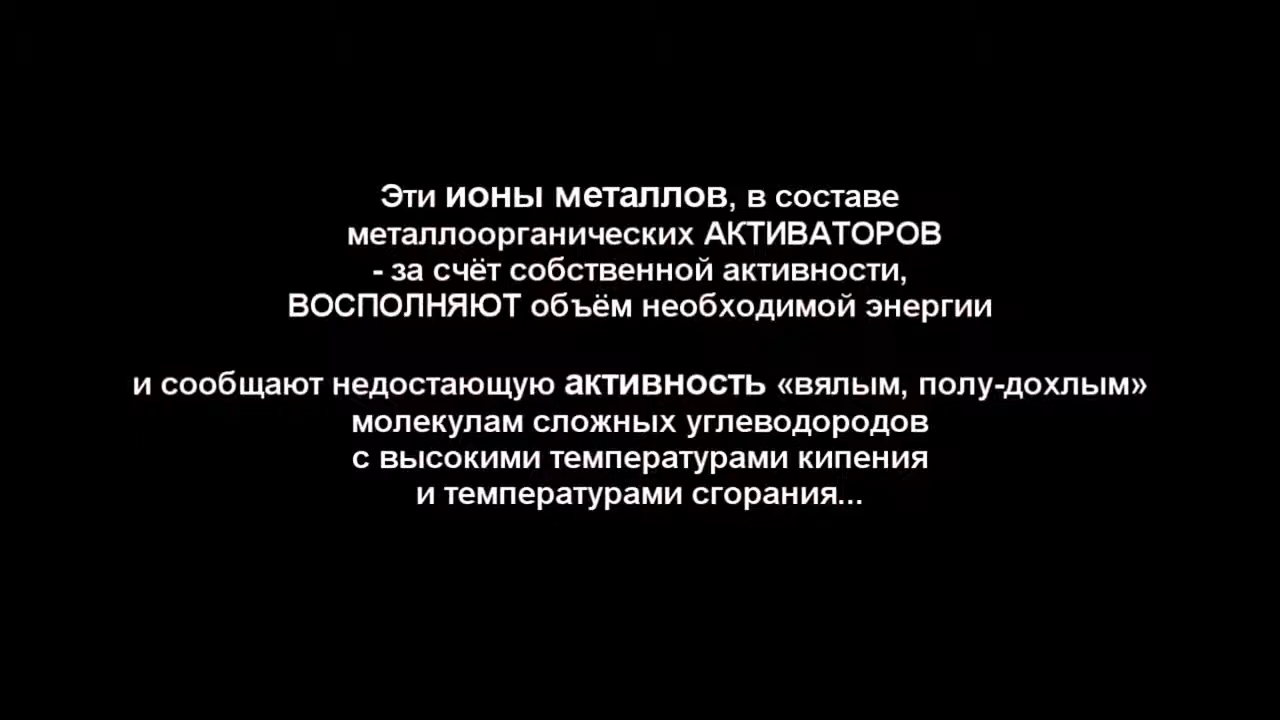 Эти ионы металлов, в составе
металлоорганических АКТИВАТОРОВ
- за счёт собственной активности,
ВОСПОЛНЯЮТ объём необходимой энергии
и сообщают недостающую активность «вялым, полу-дохлым»
молекулам сложных углеводородов
с высокими температурами кипения
и температурами сгорания...